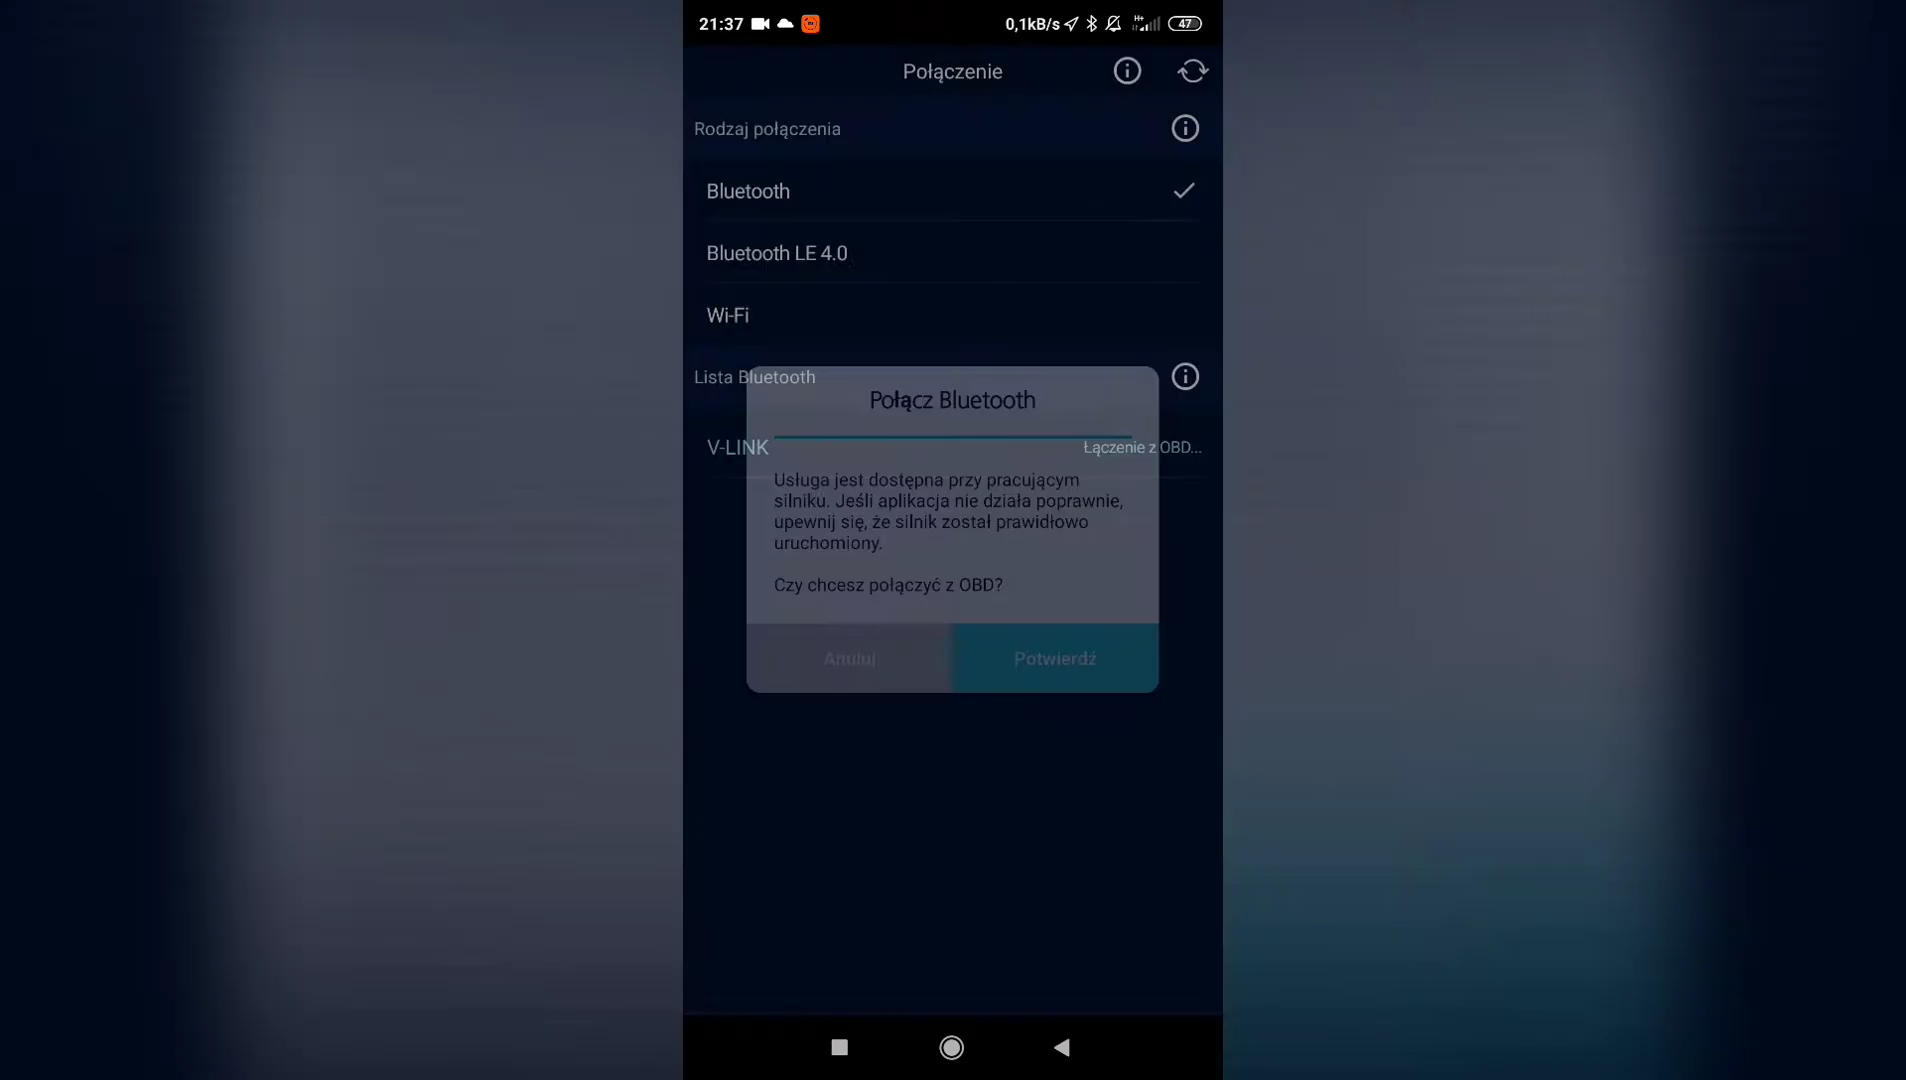 21:37
0,1kB/s
H+
47
Połączenie
Rodzaj połączenia
Bluetooth
Bluetooth LE 4.0
Wi-Fi
Lista Bluetooth
Połącz Bluetooth
V-LINK
Łączenie z OBD...
Usługa jest dostępna przy pracującym
silniku. Jeśli aplikacja nie działa poprawnie,
upewnij się, że silnik został prawidłowo
uruchomiony.
Czy chcesz połączyć z OBD?
Anuluj
Potwierdź